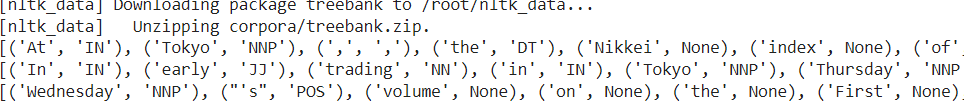 [nltk_data] Downloading package treebank to /root/nltk_data...
[nltk_data]   Unzipping corpora/treebank.zip.
[('At', 'IN'), ('Tokyo', 'NNP'), (',', ','), ('the', 'DT'), ('Nikkei', None), ('index', None), ('of',
[('In', 'IN'), ('early', 'JJ'), ('trading', 'NN'), ('in', 'IN'), ('Tokyo', 'NNP'), ('Thursday', 'NNP
[('Wednesday', 'NNP'), ("'s", 'POS'), ('volume', None), ('on', None), ('the', None), ('First', None),